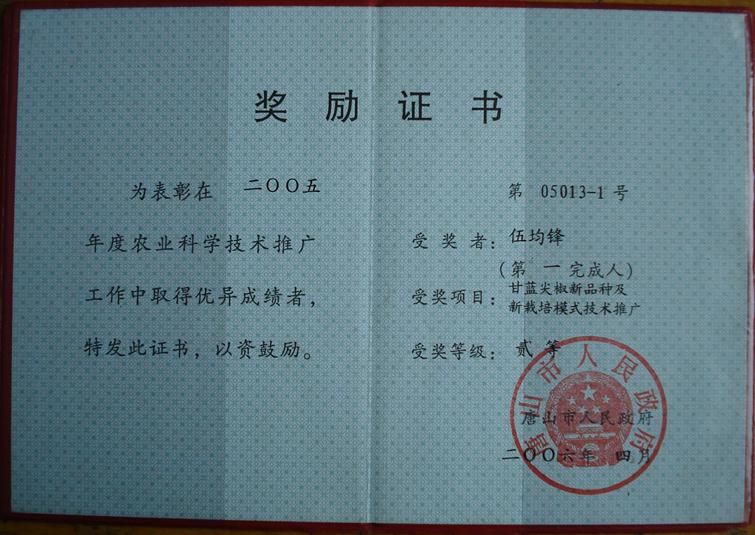 奖励证书
为表彰在 二〇〇五
年度农业科学技术推广
工作中取得优异成绩者，
特发此证书，以资鼓励。
第 05013-1 号
受奖者：伍均锋
(第一完成人)
受奖项目：甘蓝尖椒新品种及
新栽培模式技术推广
受奖等级：贰等
唐山市人民政府
唐山市人民政府
二〇〇六年 四月